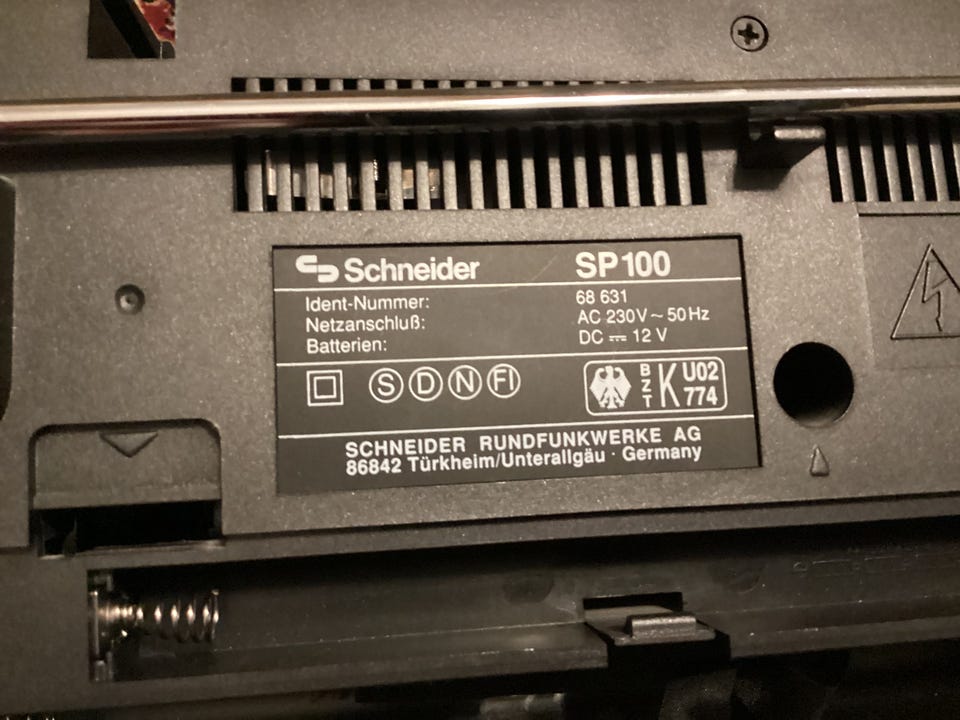 Schneider SP100
Ident-Nummer: 68 631
Netzanschluß: AC 230V ~ 50Hz
Batterien: DC ⎓ 12 V
S D N FI
BZT K U02 774
SCHNEIDER RUNDFUNKWERKE AG
86842 Türkheim/Unterallgäu · Germany